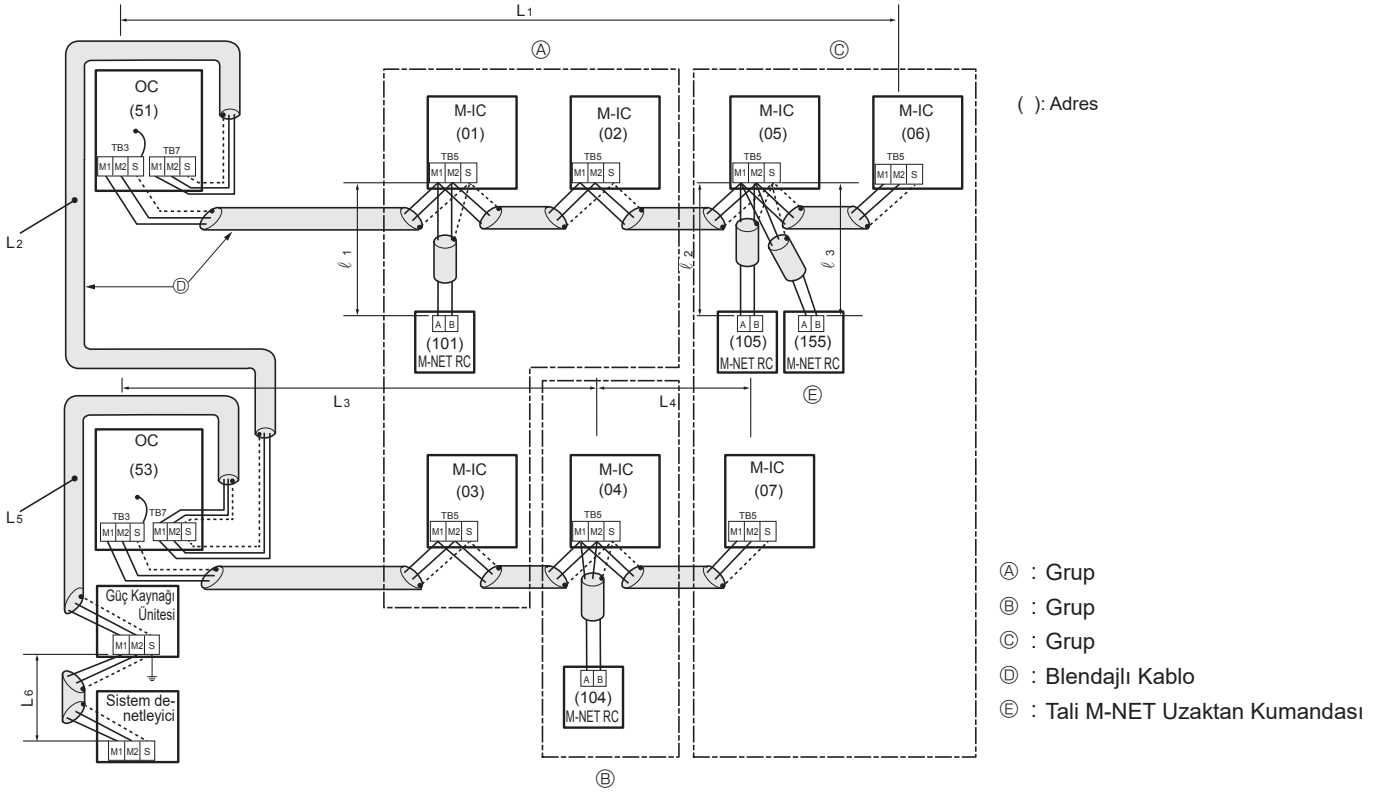 L1
Ⓐ
Ⓒ
OC
(51)
TB3
TB7
M1 M2 S
M1 M2 S
M-IC
(01)
TB5
M1 M2 S
M-IC
(02)
TB5
M1 M2 S
M-IC
(05)
TB5
M1 M2 S
M-IC
(06)
TB5
M1 M2 S
( ): Adres
L2
Ⓓ
ℓ 1
ℓ 2
ℓ 3
A B
(101)
M-NET RC
A B
(105)
M-NET RC
A B
(155)
M-NET RC
Ⓔ
L3
L4
OC
(53)
TB3
TB7
M1 M2 S
M1 M2 S
M-IC
(03)
TB5
M1 M2 S
M-IC
(04)
TB5
M1 M2 S
M-IC
(07)
TB5
M1 M2 S
L5
Güç Kaynağı
Ünitesi
M1 M2 S
L6
Sistem de-
netleyici
M1 M2 S
A B
(104)
M-NET RC
Ⓑ
Ⓐ : Grup
Ⓑ : Grup
Ⓒ : Grup
Ⓓ : Blendajlı Kablo
Ⓔ : Tali M-NET Uzaktan Kumandası